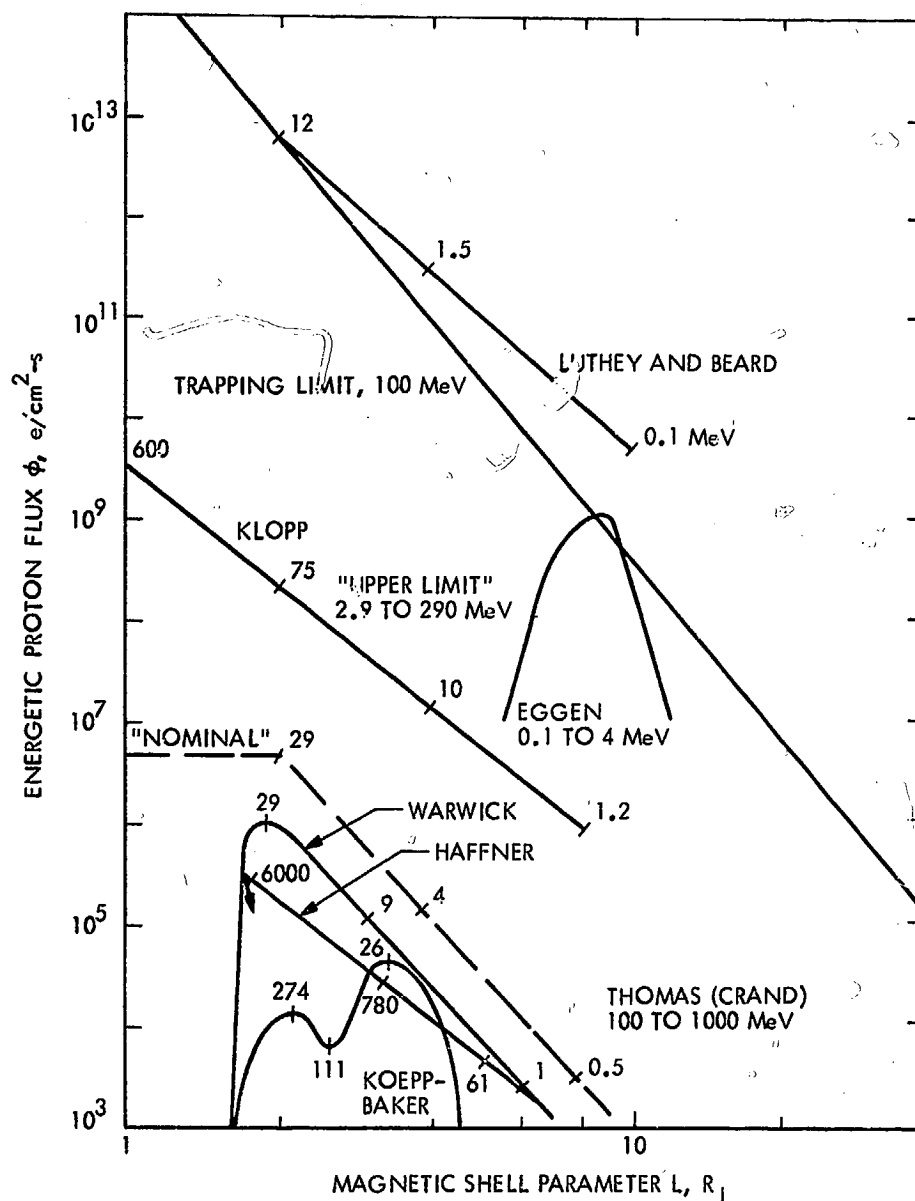 10^13
12
1.5
10^11
LUTHEY AND BEARD
TRAPPING LIMIT, 100 MeV
0.1 MeV
600
10^9
KLOPP
75
"UPPER LIMIT"
2.9 TO 290 MeV
10
EGGEN
0.1 TO 4 MeV
10^7
"NOMINAL"
29
1.2
29
WARWICK
HAFFNER
6000
10^5
9
4
26
274
780
THOMAS (CRAND)
100 TO 1000 MeV
111
KOEPP-
BAKER
61
1
0.5
10^3
1
10
ENERGETIC PROTON FLUX ϕ, e/cm^2-s
MAGNETIC SHELL PARAMETER L, R_J